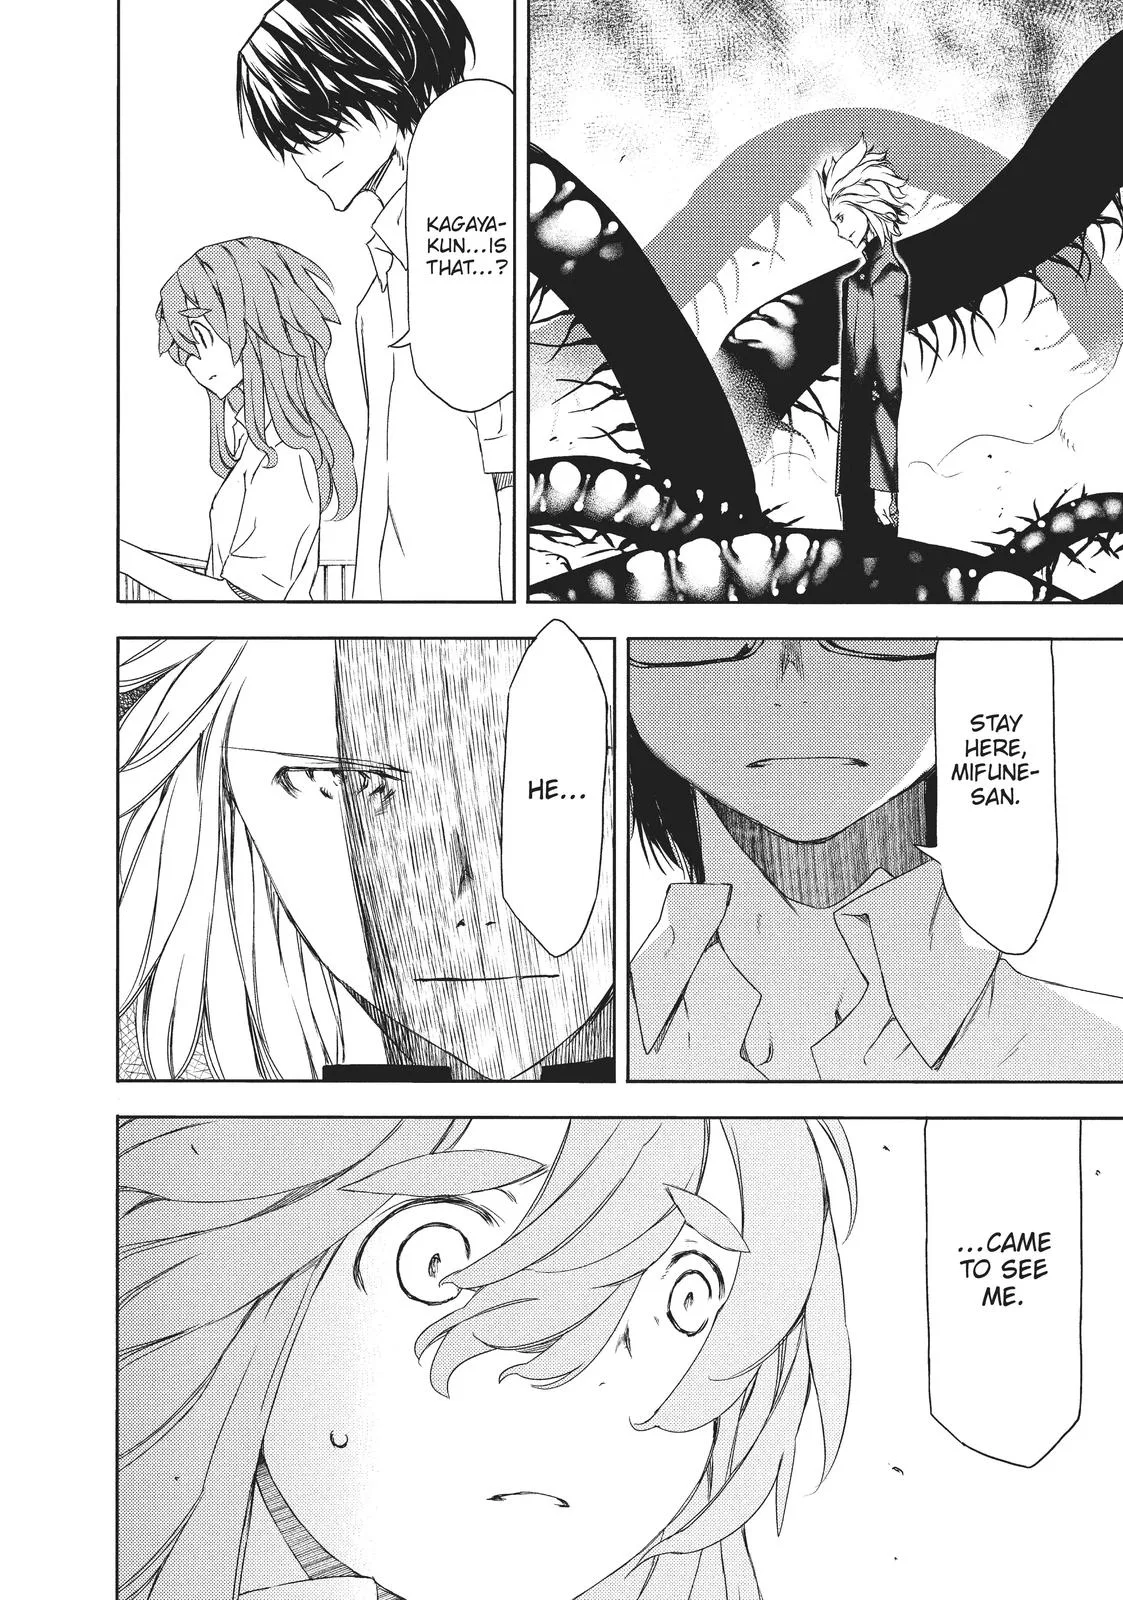 KAGAYA-
KUN...IS
THAT...?
STAY
HERE,
MIFUNE-
SAN.
HE...
...CAME
TO SEE
ME.